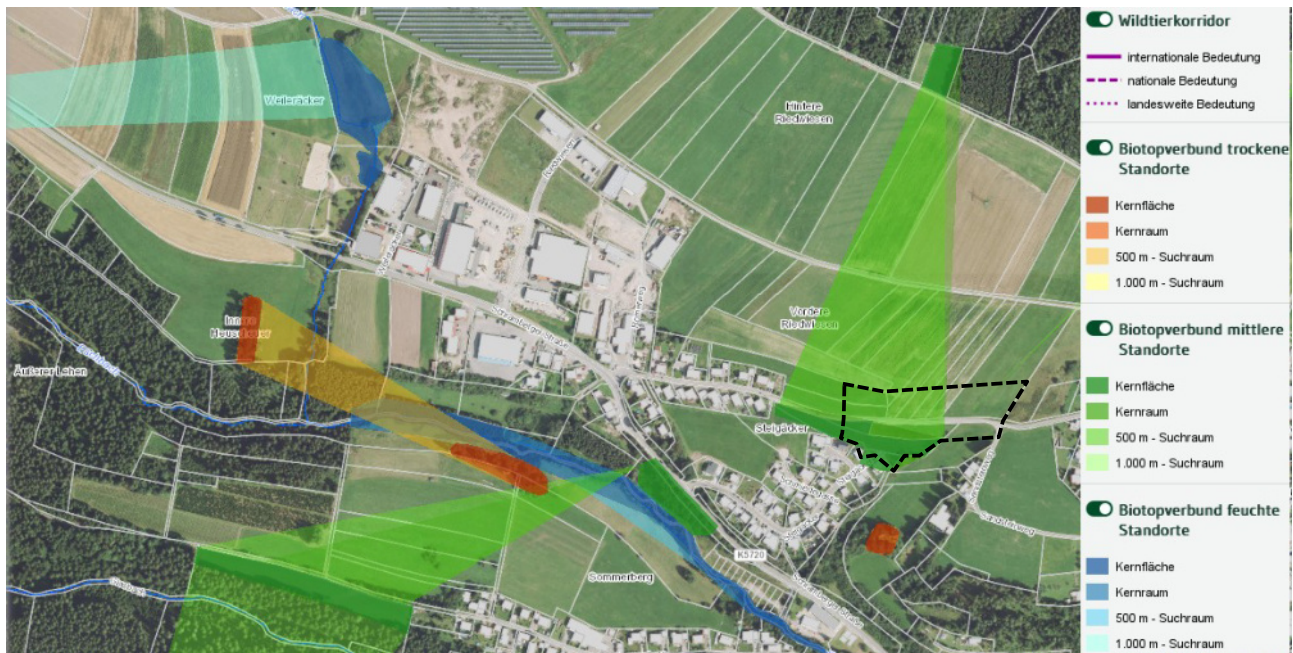 Weileräcker
Hintere
Riedwiesen
Vordere
Riedwiesen
Schramberger Straße
Äußerer Lehen
Steigäcker
K5720
Sommerberg
Wildtierkorridor
internationale Bedeutung
nationale Bedeutung
landesweite Bedeutung
Biotopverbund trockene
Standorte
Kernfläche
Kernraum
500 m - Suchraum
1.000 m - Suchraum
Biotopverbund mittlere
Standorte
Kernfläche
Kernraum
500 m - Suchraum
1.000 m - Suchraum
Biotopverbund feuchte
Standorte
Kernfläche
Kernraum
500 m - Suchraum
1.000 m - Suchraum